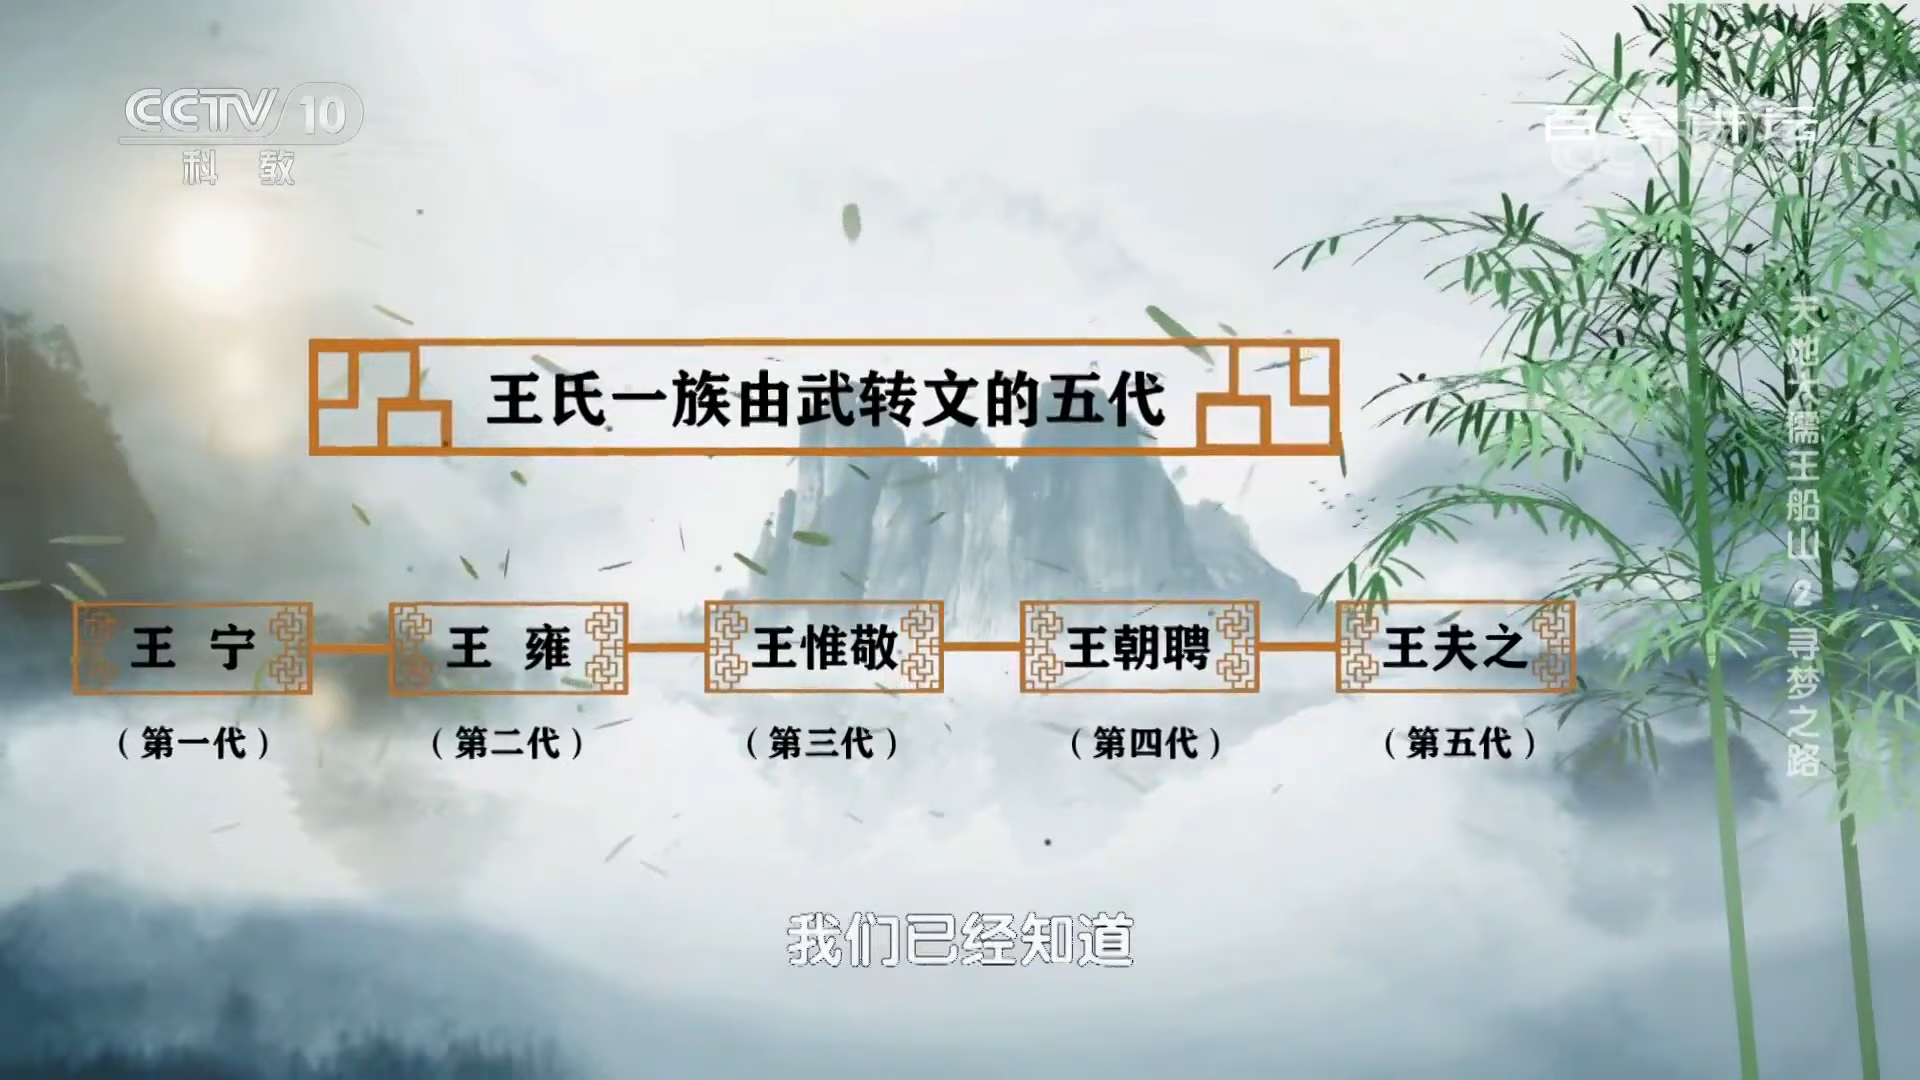 CCTV 10
科 教
百家讲坛
王氏一族由武转文的五代
王 宁
王 雍
王惟敬
王朝聘
王夫之
（第一代）
（第二代）
（第三代）
（第四代）
（第五代）
天地大儒王船山 2 寻梦之路
我们已经知道